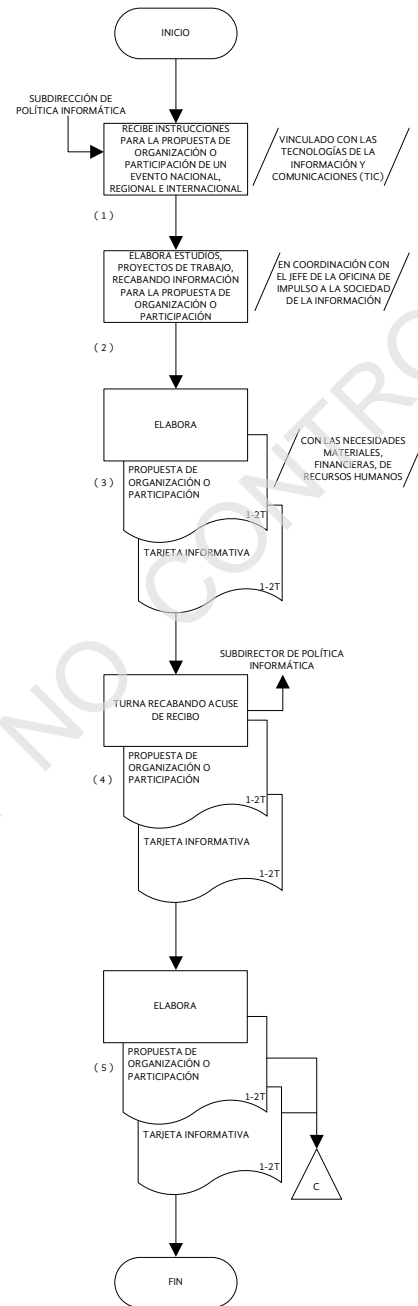 INICIO
SUBDIRECCIÓN DE
POLÍTICA INFORMÁTICA
RECIBE INSTRUCCIONES
PARA LA PROPUESTA DE
ORGANIZACIÓN O
PARTICIPACIÓN DE UN
EVENTO NACIONAL,
REGIONAL E INTERNACIONAL
VINCULADO CON LAS
TECNOLOGÍAS DE LA
INFORMACIÓN Y
COMUNICACIONES (TIC)
( 1 )
ELABORA ESTUDIOS,
PROYECTOS DE TRABAJO,
RECABANDO INFORMACIÓN
PARA LA PROPUESTA DE
ORGANIZACIÓN O
PARTICIPACIÓN
EN COORDINACIÓN CON
EL JEFE DE LA OFICINA DE
IMPULSO A LA SOCIEDAD
DE LA INFORMACIÓN
( 2 )
ELABORA
CON LAS NECESIDADES
MATERIALES,
FINANCIERAS, DE
RECURSOS HUMANOS
( 3 )
PROPUESTA DE
ORGANIZACIÓN O
PARTICIPACIÓN
1-2T
TARJETA INFORMATIVA
1-2T
SUBDIRECTOR DE POLÍTICA
INFORMÁTICA
TURNA RECABANDO ACUSE
DE RECIBO
( 4 )
PROPUESTA DE
ORGANIZACIÓN O
PARTICIPACIÓN
1-2T
TARJETA INFORMATIVA
1-2T
ELABORA
( 5 )
PROPUESTA DE
ORGANIZACIÓN O
PARTICIPACIÓN
1-2T
TARJETA INFORMATIVA
1-2T
C
FIN
NO CONTRO